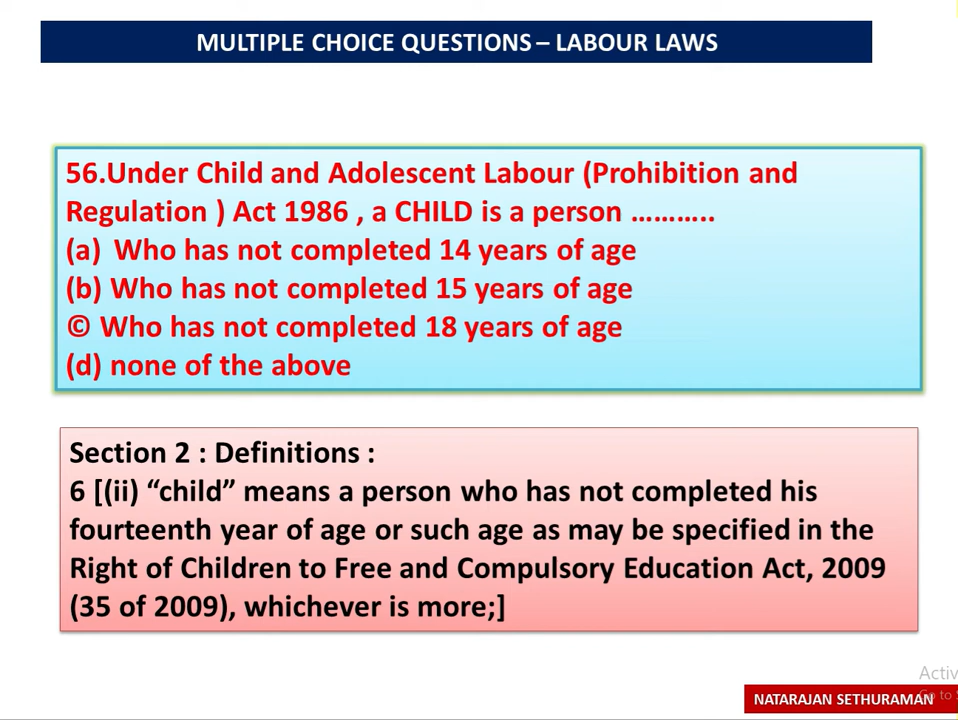 MULTIPLE CHOICE QUESTIONS – LABOUR LAWS
56.Under Child and Adolescent Labour (Prohibition and
Regulation ) Act 1986 , a CHILD is a person ………..
(a) Who has not completed 14 years of age
(b) Who has not completed 15 years of age
© Who has not completed 18 years of age
(d) none of the above
Section 2 : Definitions :
6 [(ii) “child” means a person who has not completed his
fourteenth year of age or such age as may be specified in the
Right of Children to Free and Compulsory Education Act, 2009
(35 of 2009), whichever is more;]
Activ
Go to S
NATARAJAN SETHURAMAN